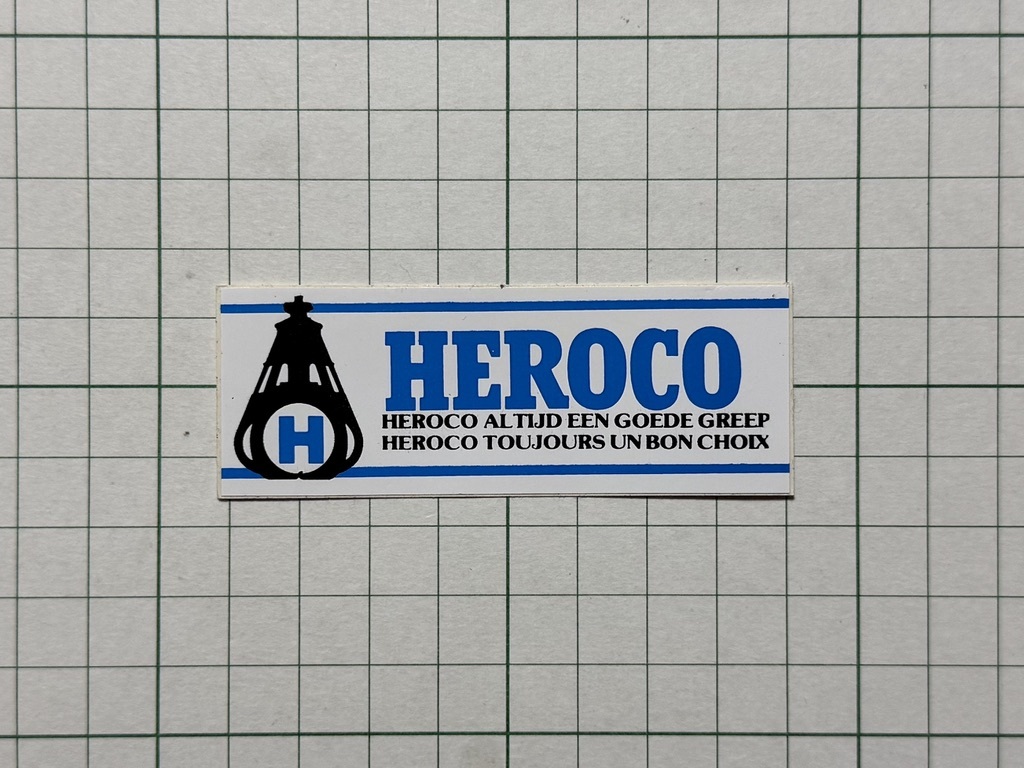 H
HEROCO
HEROCO ALTIJD EEN GOEDE GREEP
HEROCO TOUJOURS UN BON CHOIX